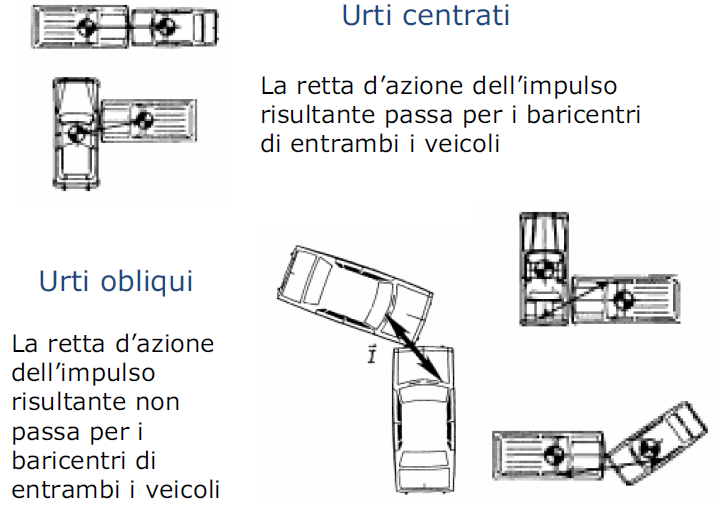 Urti centrati
La retta d’azione dell’impulso
risultante passa per i baricentri
di entrambi i veicoli
Urti obliqui
La retta d’azione
dell’impulso
risultante non
passa per i
baricentri di
entrambi i veicoli
I